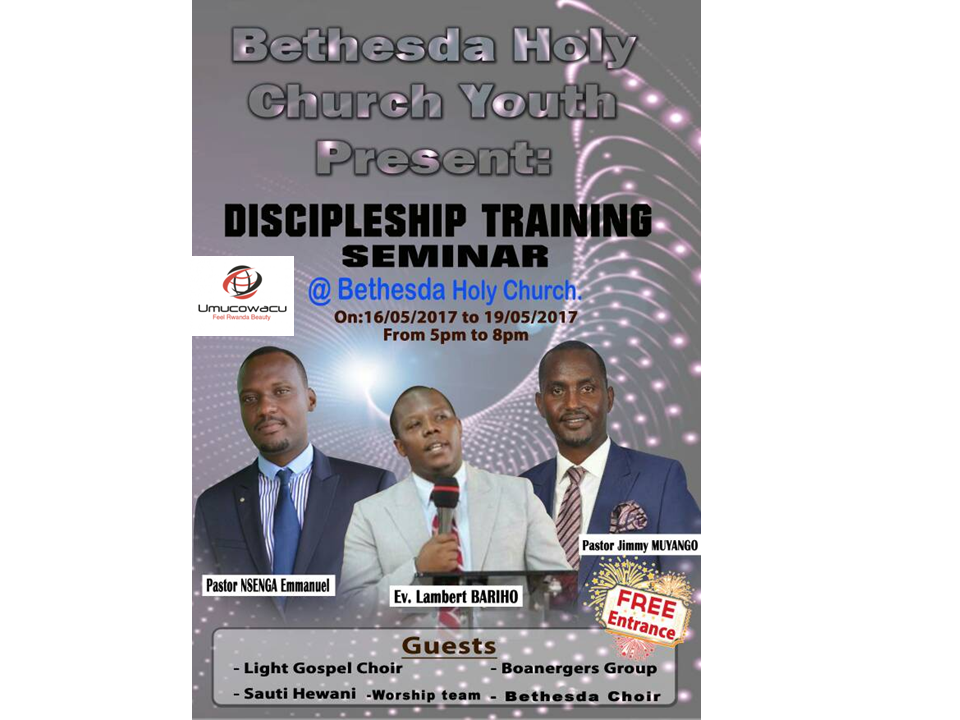 Bethesda Holy
Church Youth
Present:
DISCIPLESHIP TRAINING
SEMINAR
@ Bethesda Holy Church.
On:16/05/2017 to 19/05/2017
From 5pm to 8pm
Umucowacu
Feel Rwanda Beauty
Pastor Jimmy MUYANGO
Pastor NSENGA Emmanuel
Ev. Lambert BARIHO
FREE
Entrance
Guests
- Light Gospel Choir - Boanergers Group
- Sauti Hewani -Worship team - Bethesda Choir